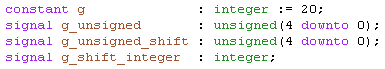 constant g : integer := 20;
signal g_unsigned : unsigned(4 downto 0);
signal g_unsigned_shift : unsigned(4 downto 0);
signal g_shift_integer : integer;